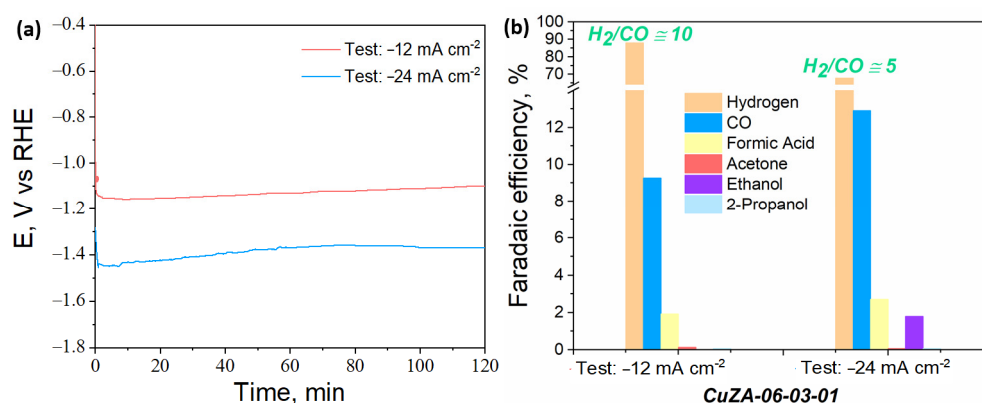 (a)
E, V vs RHE
−0.4
−0.6
−0.8
−1.0
−1.2
−1.4
−1.6
−1.8
Test: −12 mA cm⁻²
Test: −24 mA cm⁻²
0 20 40 60 80 100 120
Time, min
(b)
Faradaic efficiency, %
100
90
80
70
12
10
8
6
4
2
0
H₂/CO ≅ 10
H₂/CO ≅ 5
Hydrogen
CO
Formic Acid
Acetone
Ethanol
2-Propanol
Test: −12 mA cm⁻² Test: −24 mA cm⁻²
CuZA-06-03-01